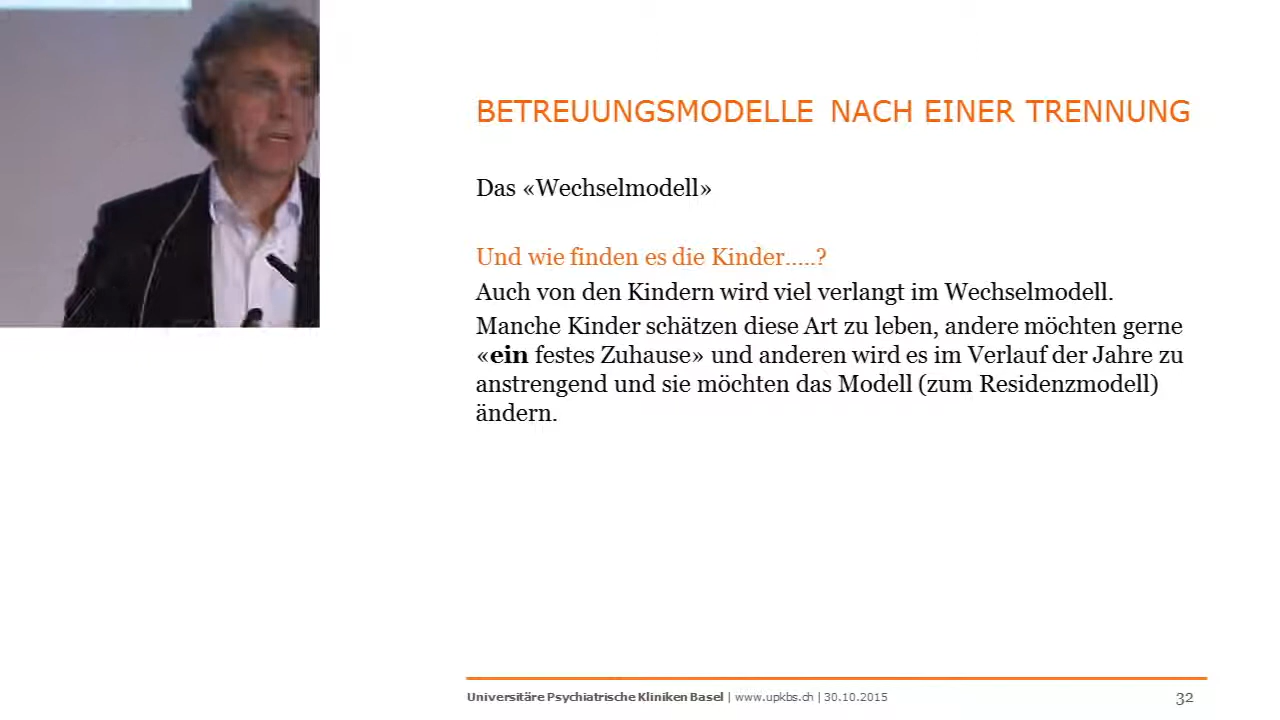 BETREUUNGSMODELLE NACH EINER TRENNUNG
Das «Wechselmodell»
Und wie finden es die Kinder.....?
Auch von den Kindern wird viel verlangt im Wechselmodell.
Manche Kinder schätzen diese Art zu leben, andere möchten gerne
«ein festes Zuhause» und anderen wird es im Verlauf der Jahre zu
anstrengend und sie möchten das Modell (zum Residenzmodell)
ändern.
Universitäre Psychiatrische Kliniken Basel | www.upkbs.ch | 30.10.2015
32